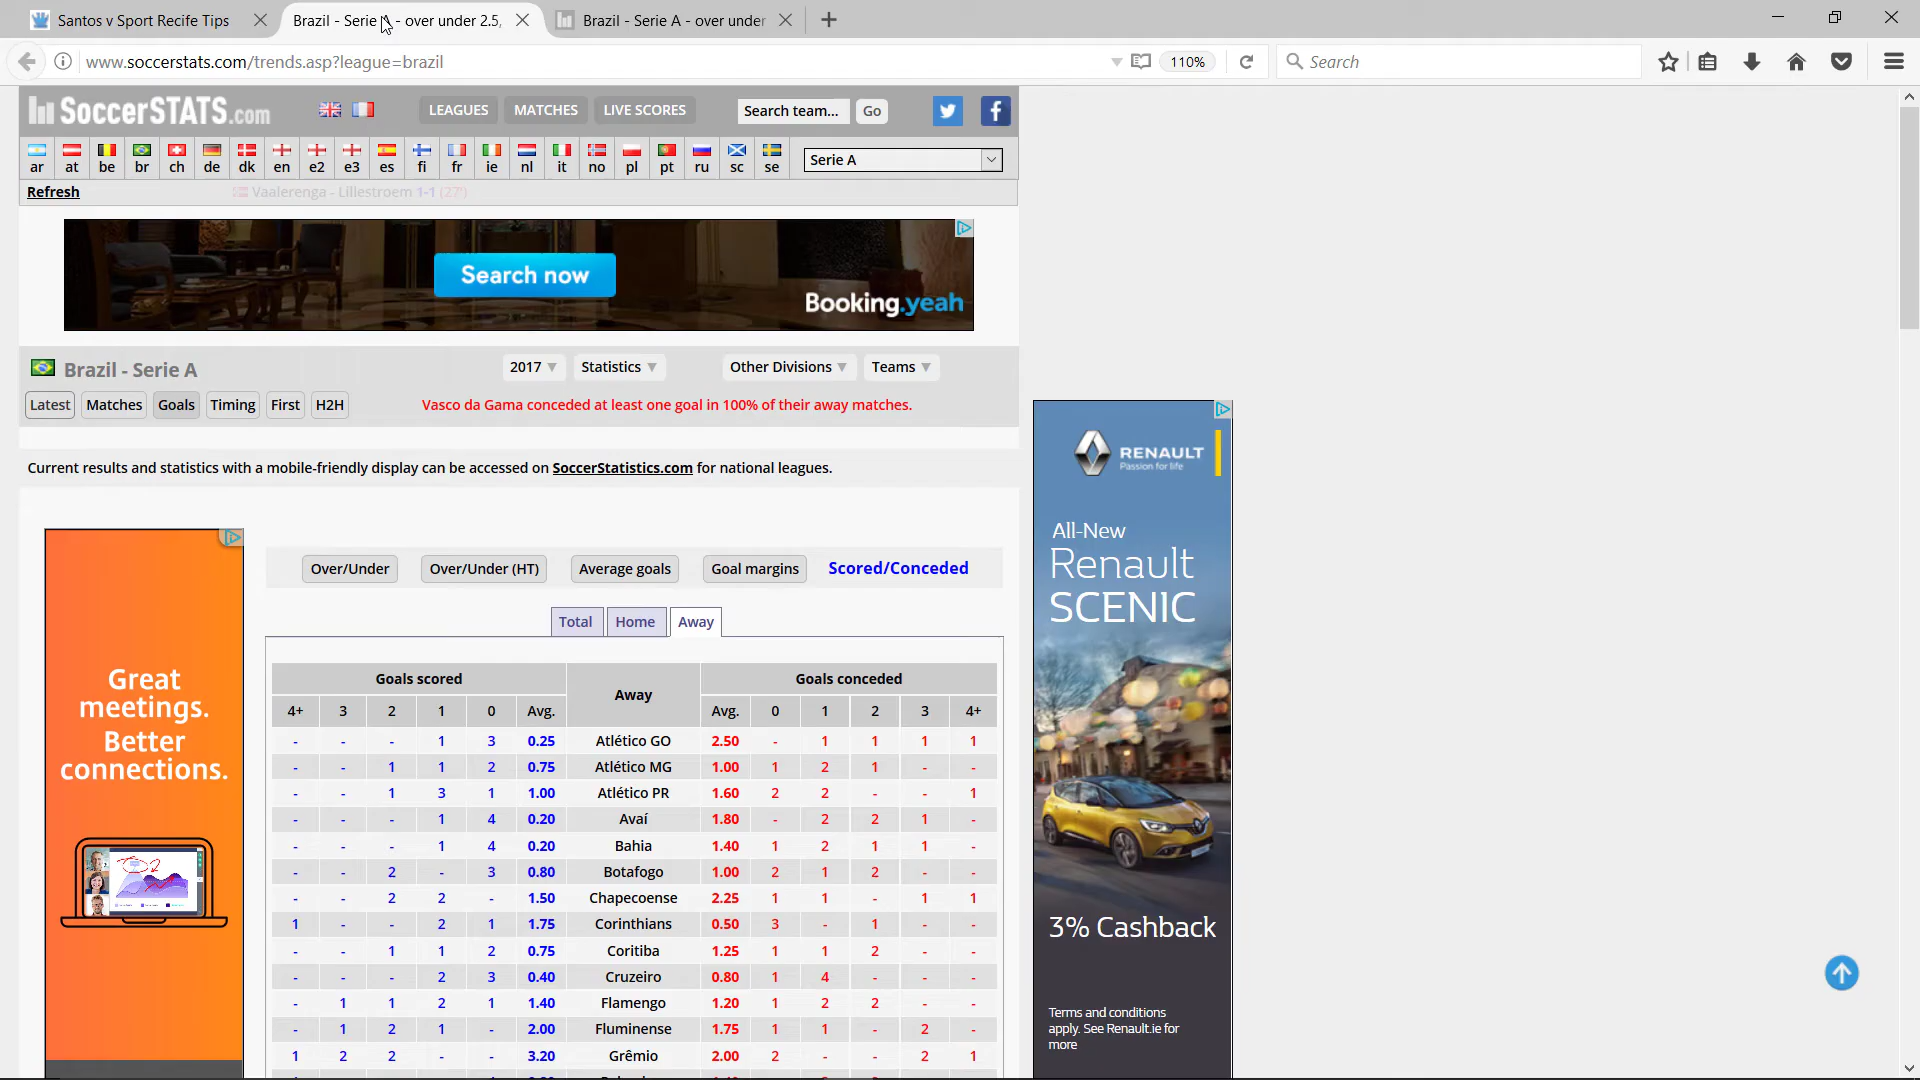 Santos v Sport Recife Tips
Brazil - Serie A - over under 2.5,
Brazil - Serie A - over under
www.soccerstats.com/trends.asp?league=brazil
110%
Search
SoccerSTATS.com
LEAGUES MATCHES LIVE SCORES
Search team...
Go
ar at be br ch de dk en e2 e3 es fi fr ie nl it no pl pt ru sc se
Serie A
Refresh
Vaalerenga - Lillestroem 1-1 (27')
Search now
Booking.yeah
Brazil - Serie A
2017 Statistics Other Divisions Teams
Latest Matches Goals Timing First H2H
Vasco da Gama conceded at least one goal in 100% of their away matches.
Current results and statistics with a mobile-friendly display can be accessed on SoccerStatistics.com for national leagues.
Over/Under Over/Under (HT) Average goals Goal margins Scored/Conceded
Total Home Away
Goals scored Away Goals conceded
4+ 3 2 1 0 Avg. Avg. 0 1 2 3 4+
- - - 1 3 0.25 Atlético GO 2.50 - 1 1 1 1
- - 1 1 2 0.75 Atlético MG 1.00 1 2 1 - -
- - 1 3 1 1.00 Atlético PR 1.60 2 2 - - 1
- - - 1 4 0.20 Avaí 1.80 - 2 2 1 -
- - - 1 4 0.20 Bahia 1.40 1 2 1 1 -
- - 2 - 3 0.80 Botafogo 1.00 2 1 2 - -
- - 2 2 - 1.50 Chapecoense 2.25 1 1 - 1 1
1 - - 2 1 1.75 Corinthians 0.50 3 - 1 - -
- - 1 1 2 0.75 Coritiba 1.25 1 1 2 - -
- - - 2 3 0.40 Cruzeiro 0.80 1 4 - - -
- 1 1 2 1 1.40 Flamengo 1.20 1 2 2 - -
- 1 2 1 - 2.00 Fluminense 1.75 1 1 - 2 -
1 2 2 - - 3.20 Grêmio 2.00 2 - - 2 1
Great
meetings.
Better
connections.
RENAULT
Passion for life
All-New
Renault
SCENIC
3% Cashback
Terms and conditions
apply. See Renault.ie for
more